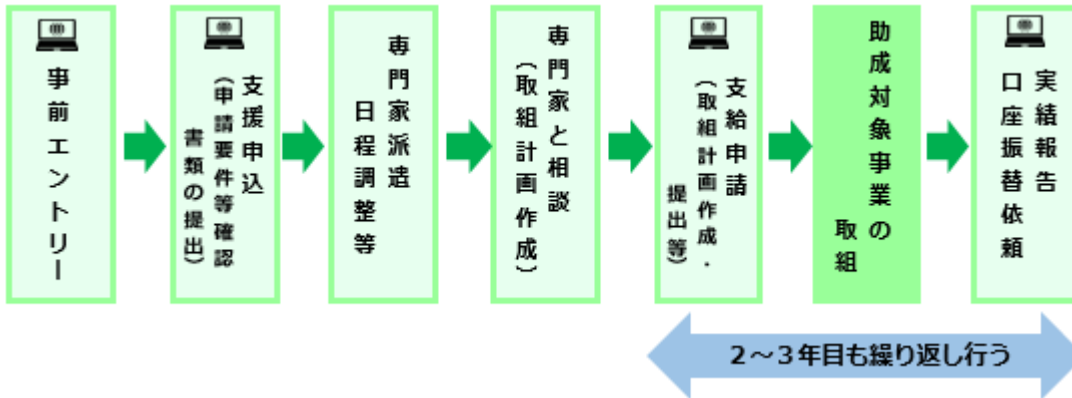 事前エントリー
支援申込
（申請要件等確認
書類の提出）
専門家派遣
日程調整等
専門家と相談
（取組計画作成）
支給申請
（取組計画作成・
提出等）
助成対象事業の
取組
実績報告
口座振替依頼
２～３年目も繰り返し行う